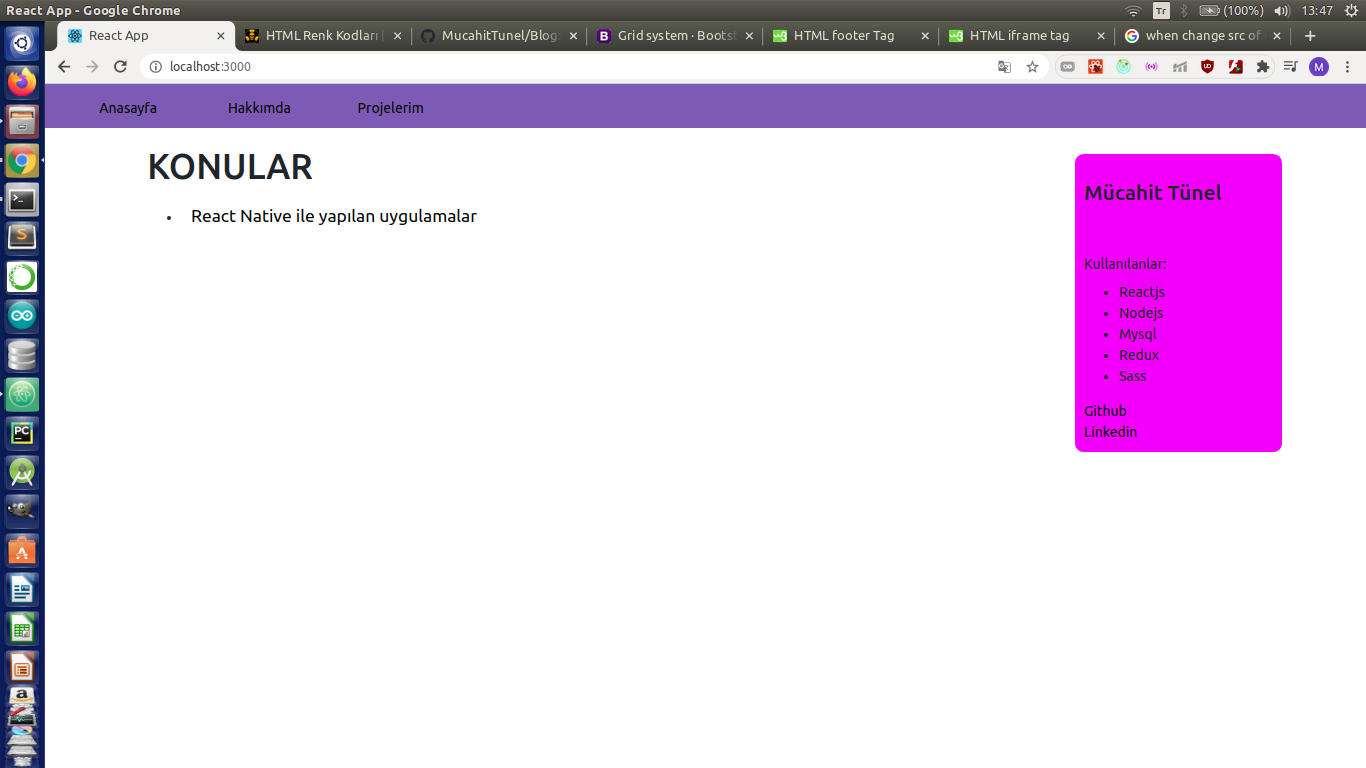 React App - Google Chrome
Tr
(100%)
13:47
React App
HTML Renk Kodları
MucahitTunel/Blog
Grid system · Bootst
HTML footer Tag
HTML iframe tag
when change src of
localhost:3000
M
Anasayfa Hakkımda Projelerim
KONULAR
React Native ile yapılan uygulamalar
Mücahit Tünel
Kullanılanlar:
Reactjs
Nodejs
Mysql
Redux
Sass
Github
Linkedin